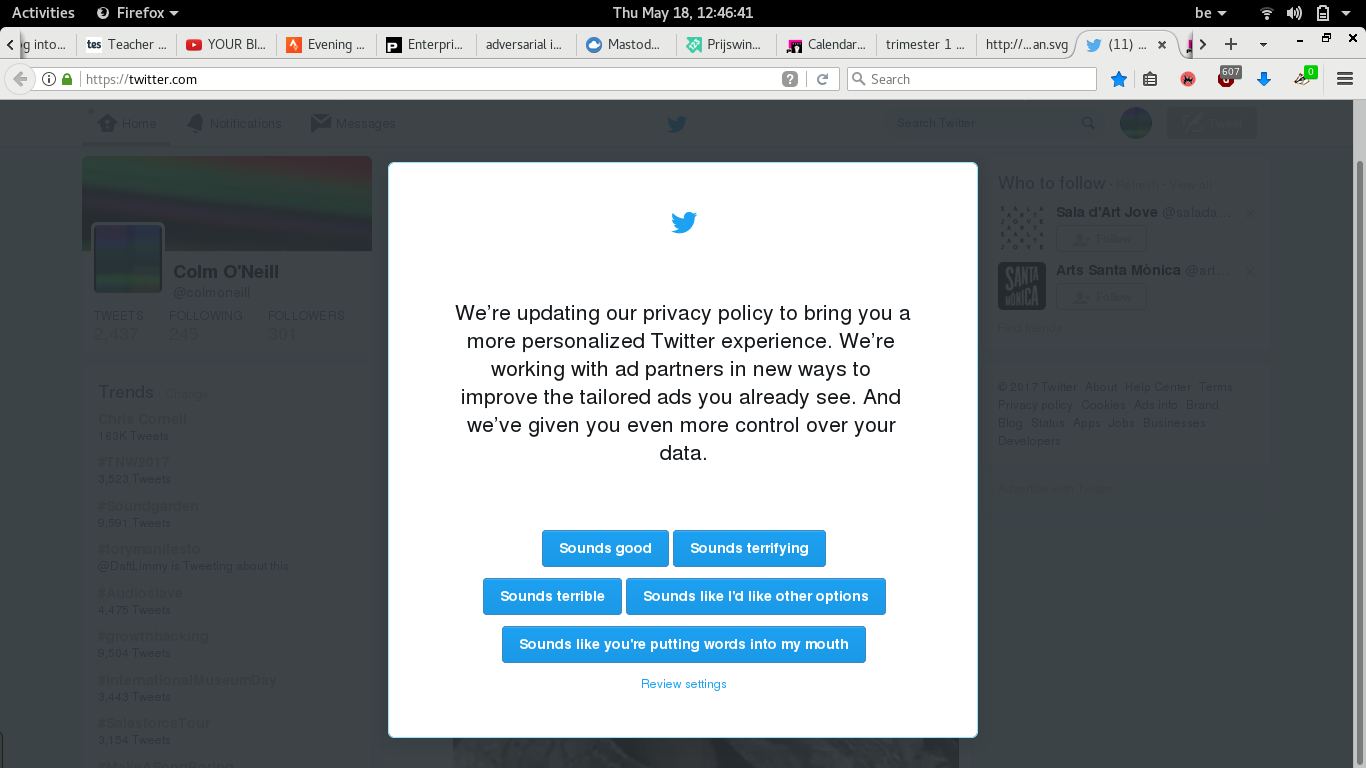 Activities Firefox Thu May 18, 12:46:41 be
g into... tes Teacher ... YOUR BI... Evening ... Enterpri... adversarial i... Mastod... Prijswin... Calendar... trimester 1 ... http://...an.svg (11) ...
https://twitter.com ? Search 607 0
Home Notifications Messages Search Twitter Tweet
We're updating our privacy policy to bring you a
more personalized Twitter experience. We're
working with ad partners in new ways to
improve the tailored ads you already see. And
we've given you even more control over your
data.
Sounds good Sounds terrifying
Sounds terrible Sounds like I'd like other options
Sounds like you're putting words into my mouth
Review settings
Colm O'Neill
@colmoneill
TWEETS FOLLOWING FOLLOWERS
2,437 245 301
Trends · Change
Chris Cornell
163K Tweets
#TNW2017
3,523 Tweets
#Soundgarden
9,591 Tweets
#torymanifesto
@DaftLimmy is Tweeting about this
#Audioslave
4,475 Tweets
#growthhacking
9,504 Tweets
#InternationalMuseumDay
3,443 Tweets
#SalesforceTour
3,154 Tweets
Who to follow · Refresh · View all
Sala d'Art Jove @salada...
Follow
SANTA
MÒNICA
Arts Santa Mònica @art...
Follow
Find friends
© 2017 Twitter About Help Center Terms
Privacy policy Cookies Ads info Brand
Blog Status Apps Jobs Businesses
Developers
Advertise with Twitter